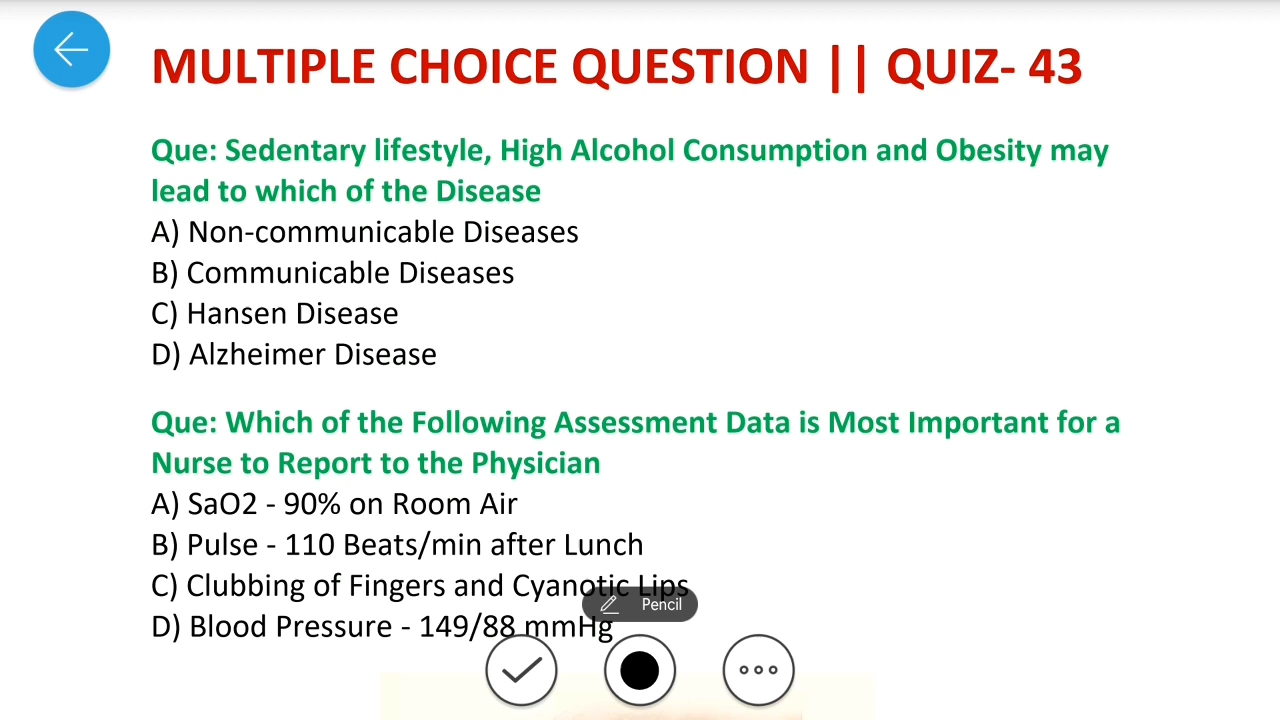 MULTIPLE CHOICE QUESTION || QUIZ- 43
Que: Sedentary lifestyle, High Alcohol Consumption and Obesity may
lead to which of the Disease
A) Non-communicable Diseases
B) Communicable Diseases
C) Hansen Disease
D) Alzheimer Disease
Que: Which of the Following Assessment Data is Most Important for a
Nurse to Report to the Physician
A) SaO2 - 90% on Room Air
B) Pulse - 110 Beats/min after Lunch
C) Clubbing of Fingers and Cyanotic Lips
Pencil
D) Blood Pressure - 149/88 mmHg